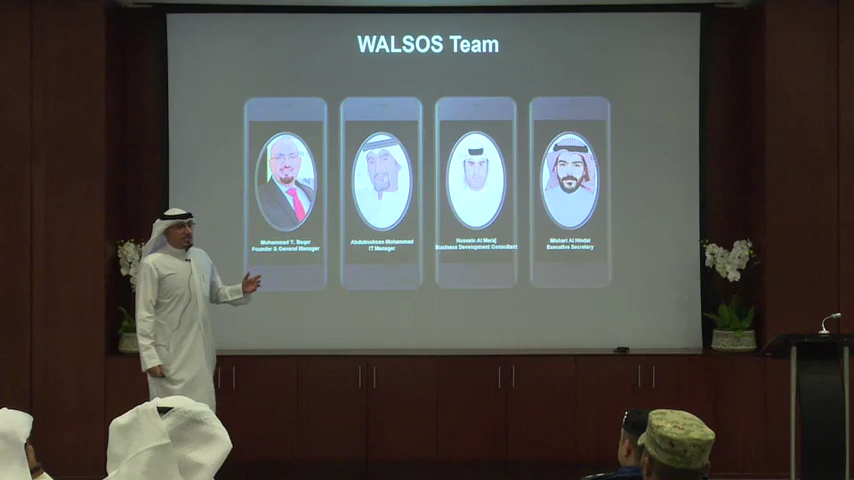 WALSOS Team
Mohammad Y. Baqer
Founder & General Manager
Abdulmohsen Mohammad
IT Manager
Hussain Al Meraj
Business Development Consultant
Mishari Al Hindal
Executive Secretary